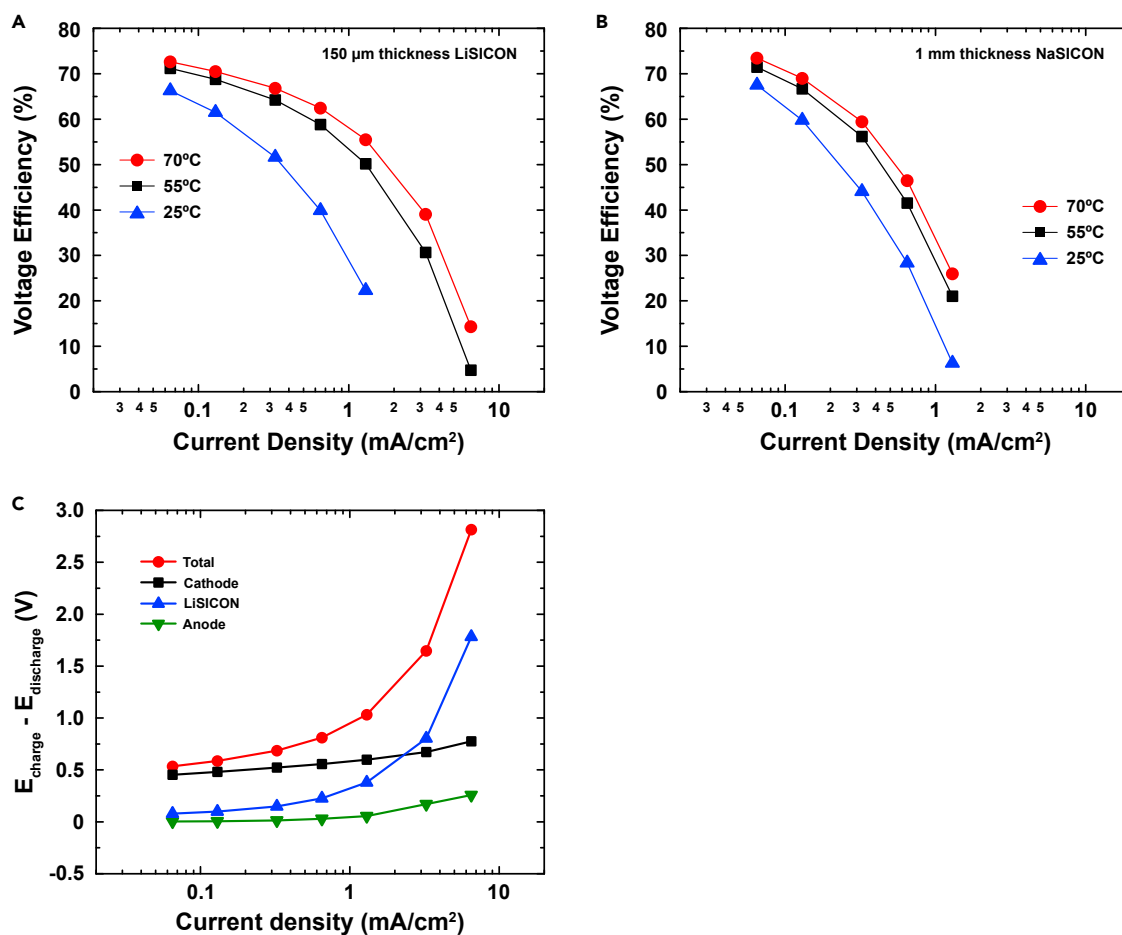 A
150 µm thickness LiSICON
80
70
60
50
40
30
20
10
0
Voltage Efficiency (%)
70ºC
55ºC
25ºC
3 4 5 0.1 2 3 4 5 1 2 3 4 5 10
Current Density (mA/cm²)
B
1 mm thickness NaSICON
80
70
60
50
40
30
20
10
0
Voltage Efficiency (%)
70ºC
55ºC
25ºC
3 4 5 0.1 2 3 4 5 1 2 3 4 5 10
Current Density (mA/cm²)
C
3.0
2.5
2.0
1.5
1.0
0.5
0
-0.5
E_charge - E_discharge (V)
Total
Cathode
LiSICON
Anode
0.1 1 10
Current density (mA/cm²)